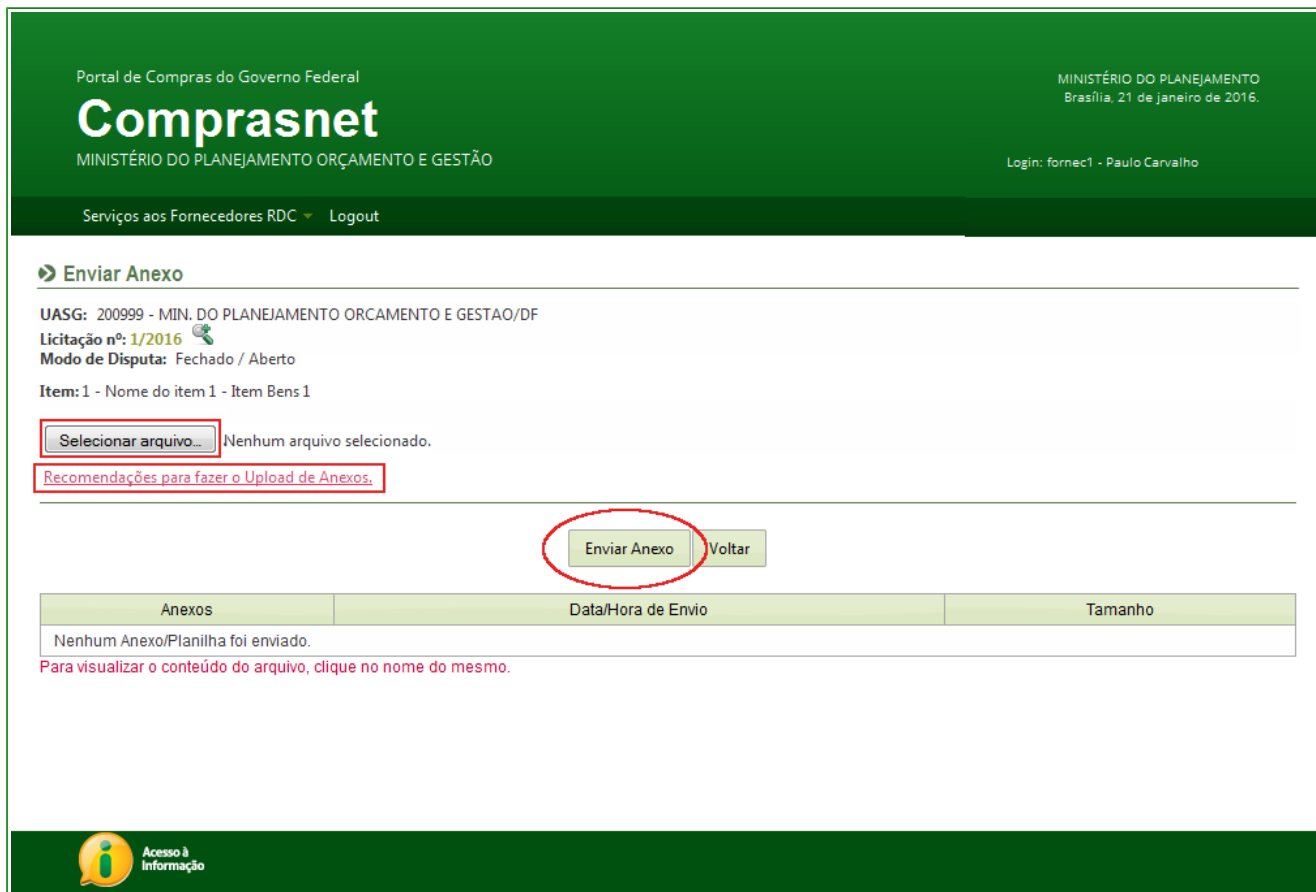 Portal de Compras do Governo Federal
Comprasnet
MINISTÉRIO DO PLANEJAMENTO ORÇAMENTO E GESTÃO
MINISTÉRIO DO PLANEJAMENTO
Brasília, 21 de janeiro de 2016.
Login: fornec1 - Paulo Carvalho
Serviços aos Fornecedores RDC Logout
Enviar Anexo
UASG: 200999 - MIN. DO PLANEJAMENTO ORCAMENTO E GESTAO/DF
Licitação nº: 1/2016
Modo de Disputa: Fechado / Aberto
Item: 1 - Nome do item 1 - Item Bens 1
Selecionar arquivo... Nenhum arquivo selecionado.
Recomendações para fazer o Upload de Anexos.
Enviar Anexo Voltar
Anexos Data/Hora de Envio Tamanho
Nenhum Anexo/Planilha foi enviado.
Para visualizar o conteúdo do arquivo, clique no nome do mesmo.
Acesso à
Informação